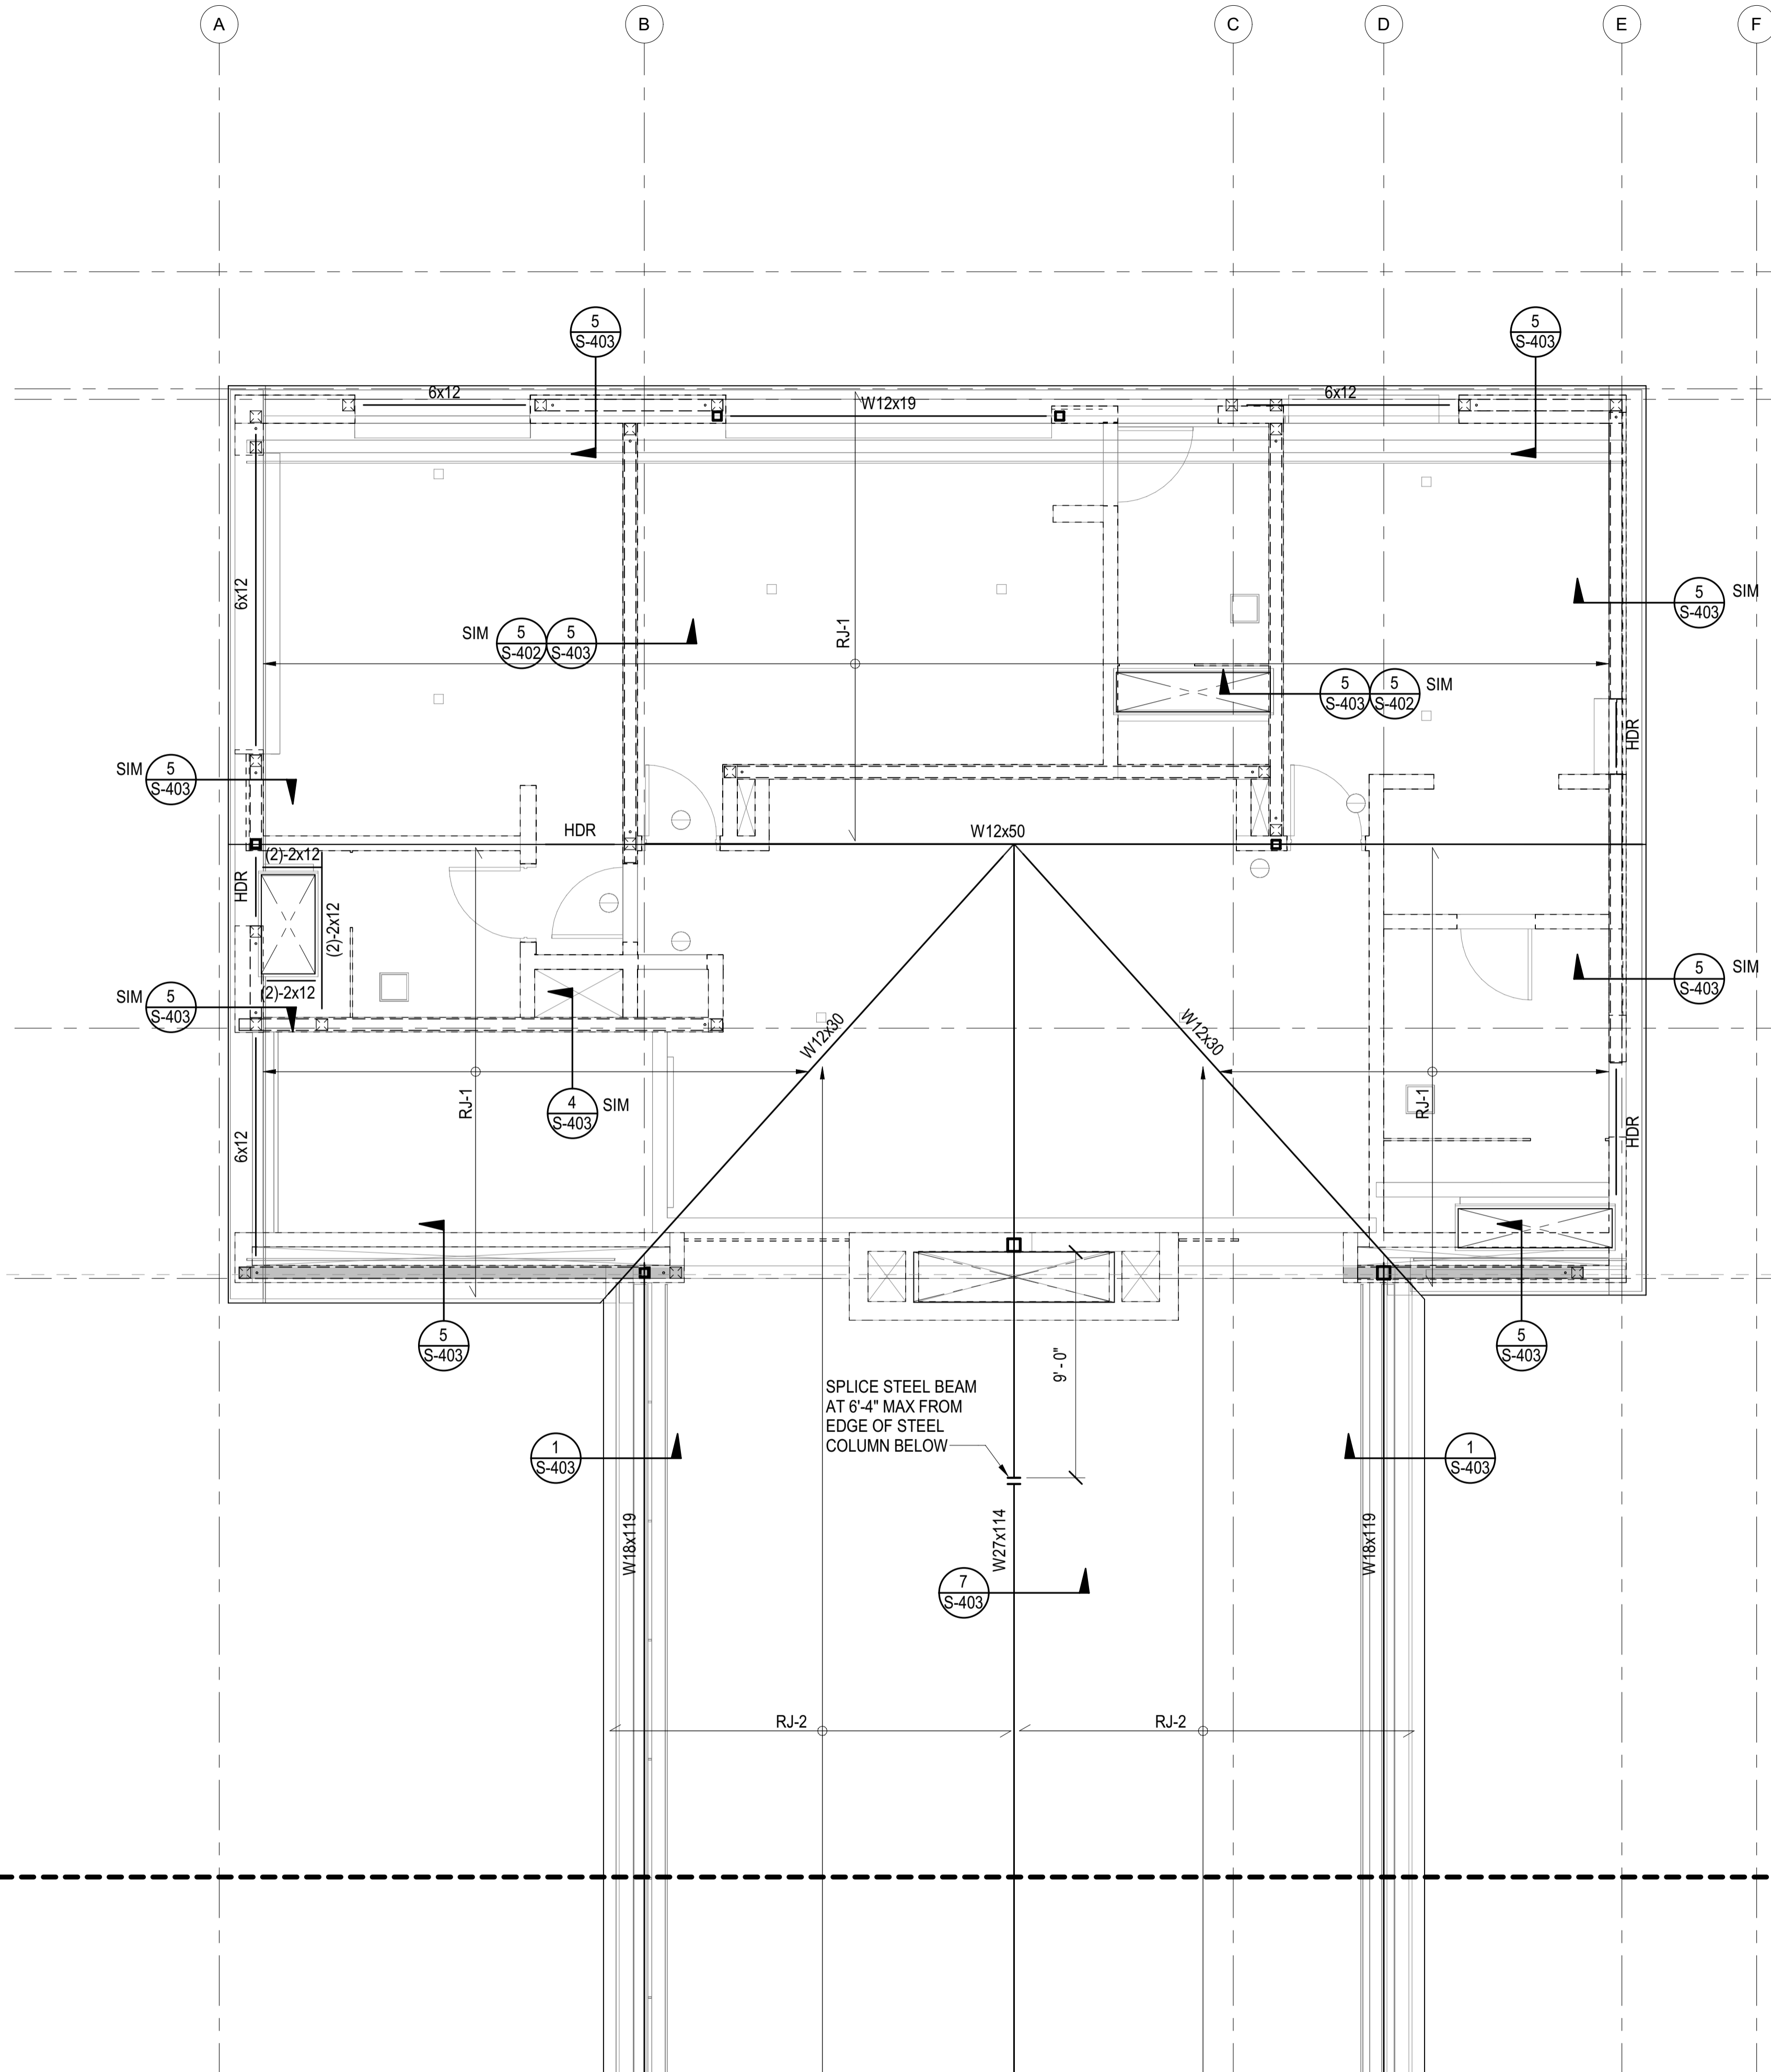 A
B
C
D
E
F
5
S-403
5
S-403
6x12
W12x19
6x12
6x12
5
S-403
SIM
RJ-1
SIM
5
S-402
5
S-403
5
S-403
5
S-402
SIM
HDR
SIM
5
S-403
HDR
W12x50
(2)-2x12
HDR
(2)-2x12
(2)-2x12
SIM
5
S-403
5
S-403
SIM
W12x30
W12x30
RJ-1
4
S-403
SIM
RJ-1
6x12
HDR
5
S-403
5
S-403
9' - 0"
SPLICE STEEL BEAM
AT 6'-4" MAX FROM
EDGE OF STEEL
COLUMN BELOW
1
S-403
1
S-403
W18x119
W27x114
W18x119
7
S-403
RJ-2
RJ-2